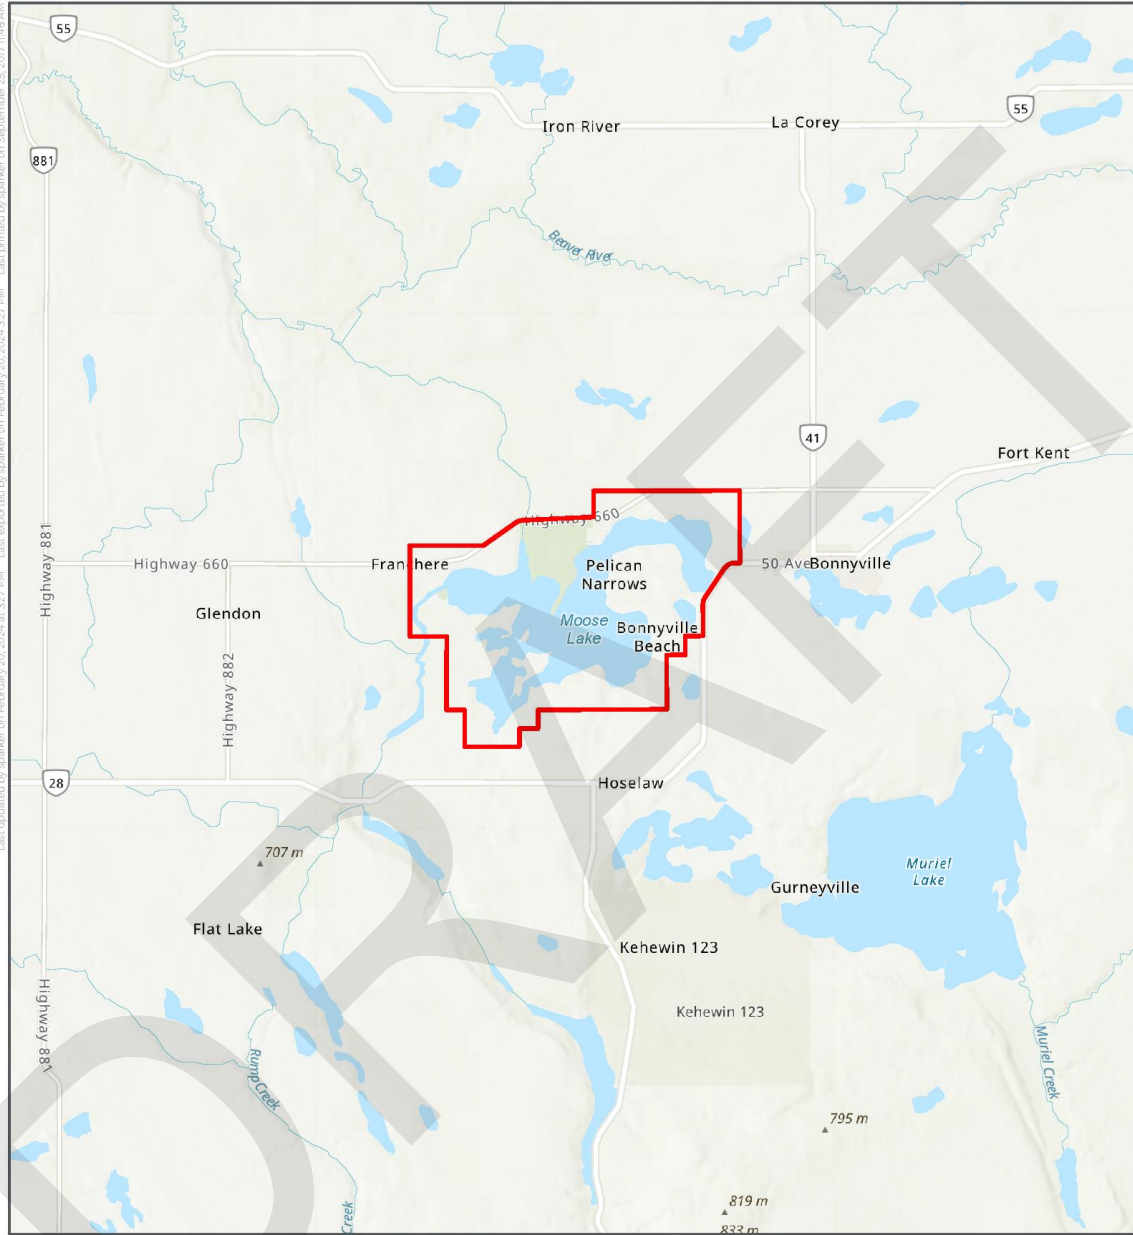 55
Iron River
La Corey
55
881
Beaver River
41
Fort Kent
Highway 660
Highway 881
Highway 660
Franchere
Pelican
Narrows
50 Ave
Bonnyville
Glendon
Moose
Lake
Bonnyville
Beach
Highway 882
28
Hoselaw
707 m
Muriel
Lake
Gurneyville
Flat Lake
Kehewin 123
Kehewin 123
Highway 881
Rump Creek
Muriel Creek
795 m
Creek
819 m
833 m
DRAFT